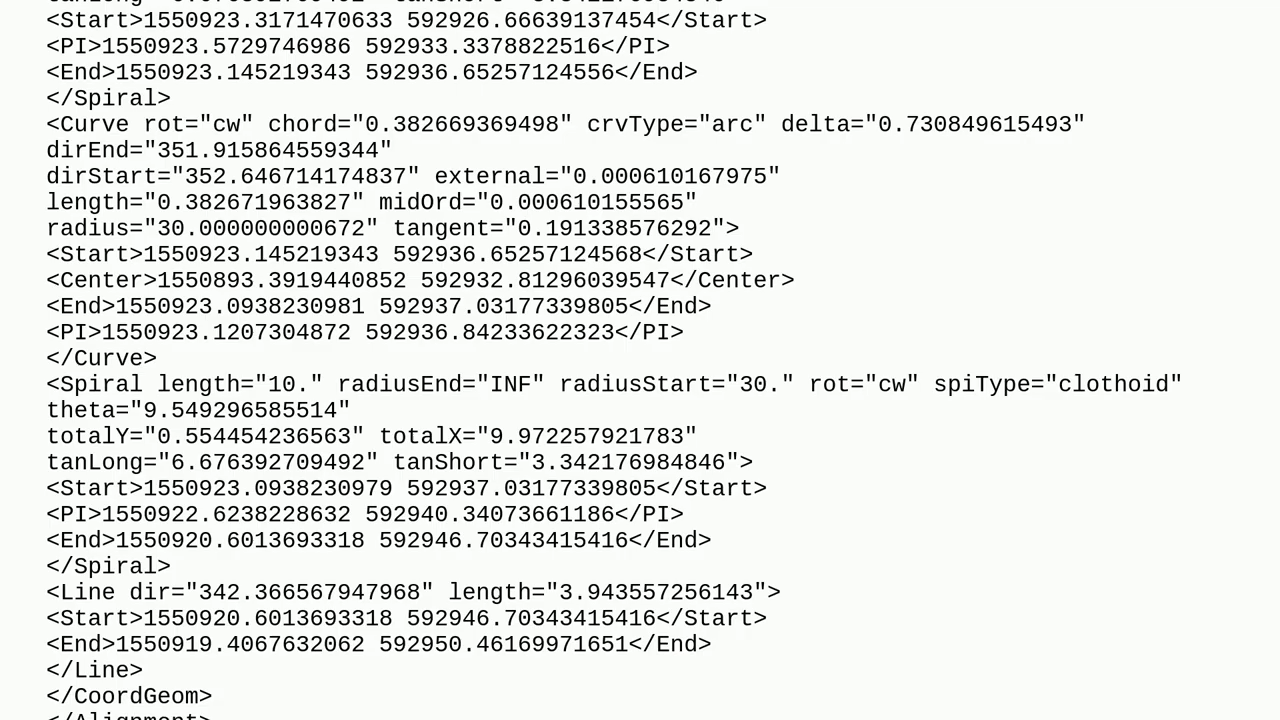 <Start>1550923.3171470633 592926.66639137454</Start>
<PI>1550923.5729746986 592933.3378822516</PI>
<End>1550923.145219343 592936.65257124556</End>
</Spiral>
<Curve rot="cw" chord="0.382669369498" crvType="arc" delta="0.730849615493"
dirEnd="351.915864559344"
dirStart="352.646714174837" external="0.000610167975"
length="0.382671963827" midOrd="0.000610155565"
radius="30.000000000672" tangent="0.191338576292">
<Start>1550923.145219343 592936.65257124568</Start>
<Center>1550893.3919440852 592932.81296039547</Center>
<End>1550923.0938230981 592937.03177339805</End>
<PI>1550923.1207304872 592936.84233622323</PI>
</Curve>
<Spiral length="10." radiusEnd="INF" radiusStart="30." rot="cw" spiType="clothoid"
theta="9.549296585514"
totalY="0.554454236563" totalX="9.972257921783"
tanLong="6.676392709492" tanShort="3.342176984846">
<Start>1550923.0938230979 592937.03177339805</Start>
<PI>1550922.6238228632 592940.34073661186</PI>
<End>1550920.6013693318 592946.70343415416</End>
</Spiral>
<Line dir="342.366567947968" length="3.943557256143">
<Start>1550920.6013693318 592946.70343415416</Start>
<End>1550919.4067632062 592950.46169971651</End>
</Line>
</CoordGeom>
</Alignment>